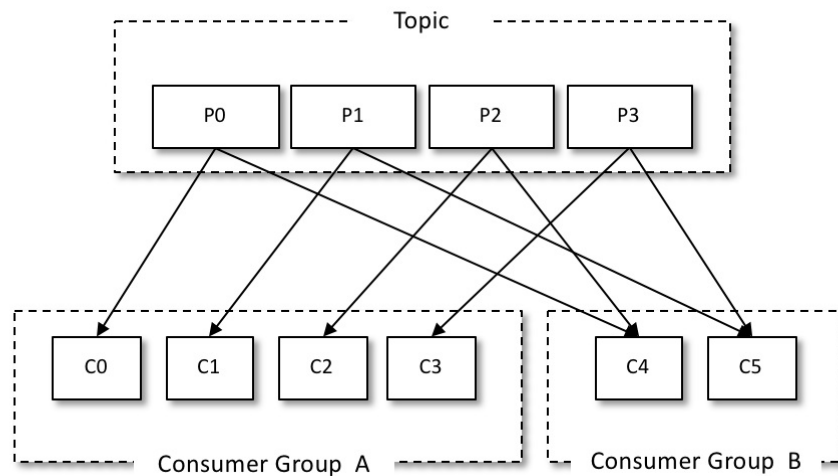 Topic
P0
P1
P2
P3
C0
C1
C2
C3
C4
C5
Consumer Group A
Consumer Group B